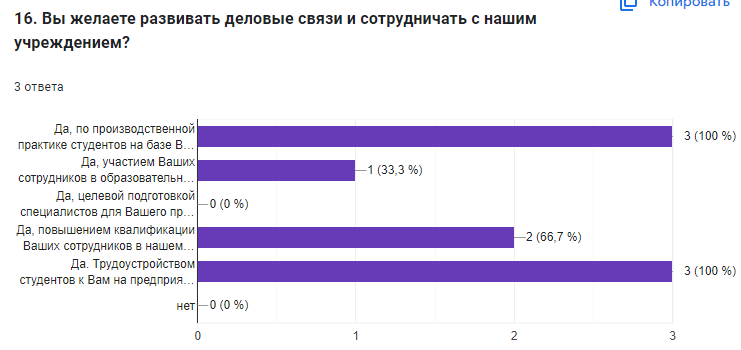 Копировать
16. Вы желаете развивать деловые связи и сотрудничать с нашим
учреждением?
3 ответа
Да, по производственной
практике студентов на базе В…
3 (100 %)
Да, участием Ваших
сотрудников в образовательн…
1 (33,3 %)
Да, целевой подготовкой
специалистов для Вашего пр…
0 (0 %)
Да, повышением квалификации
Ваших сотрудников в нашем…
2 (66,7 %)
Да. Трудоустройством
студентов к Вам на предприя…
3 (100 %)
нет
0 (0 %)
0
1
2
3